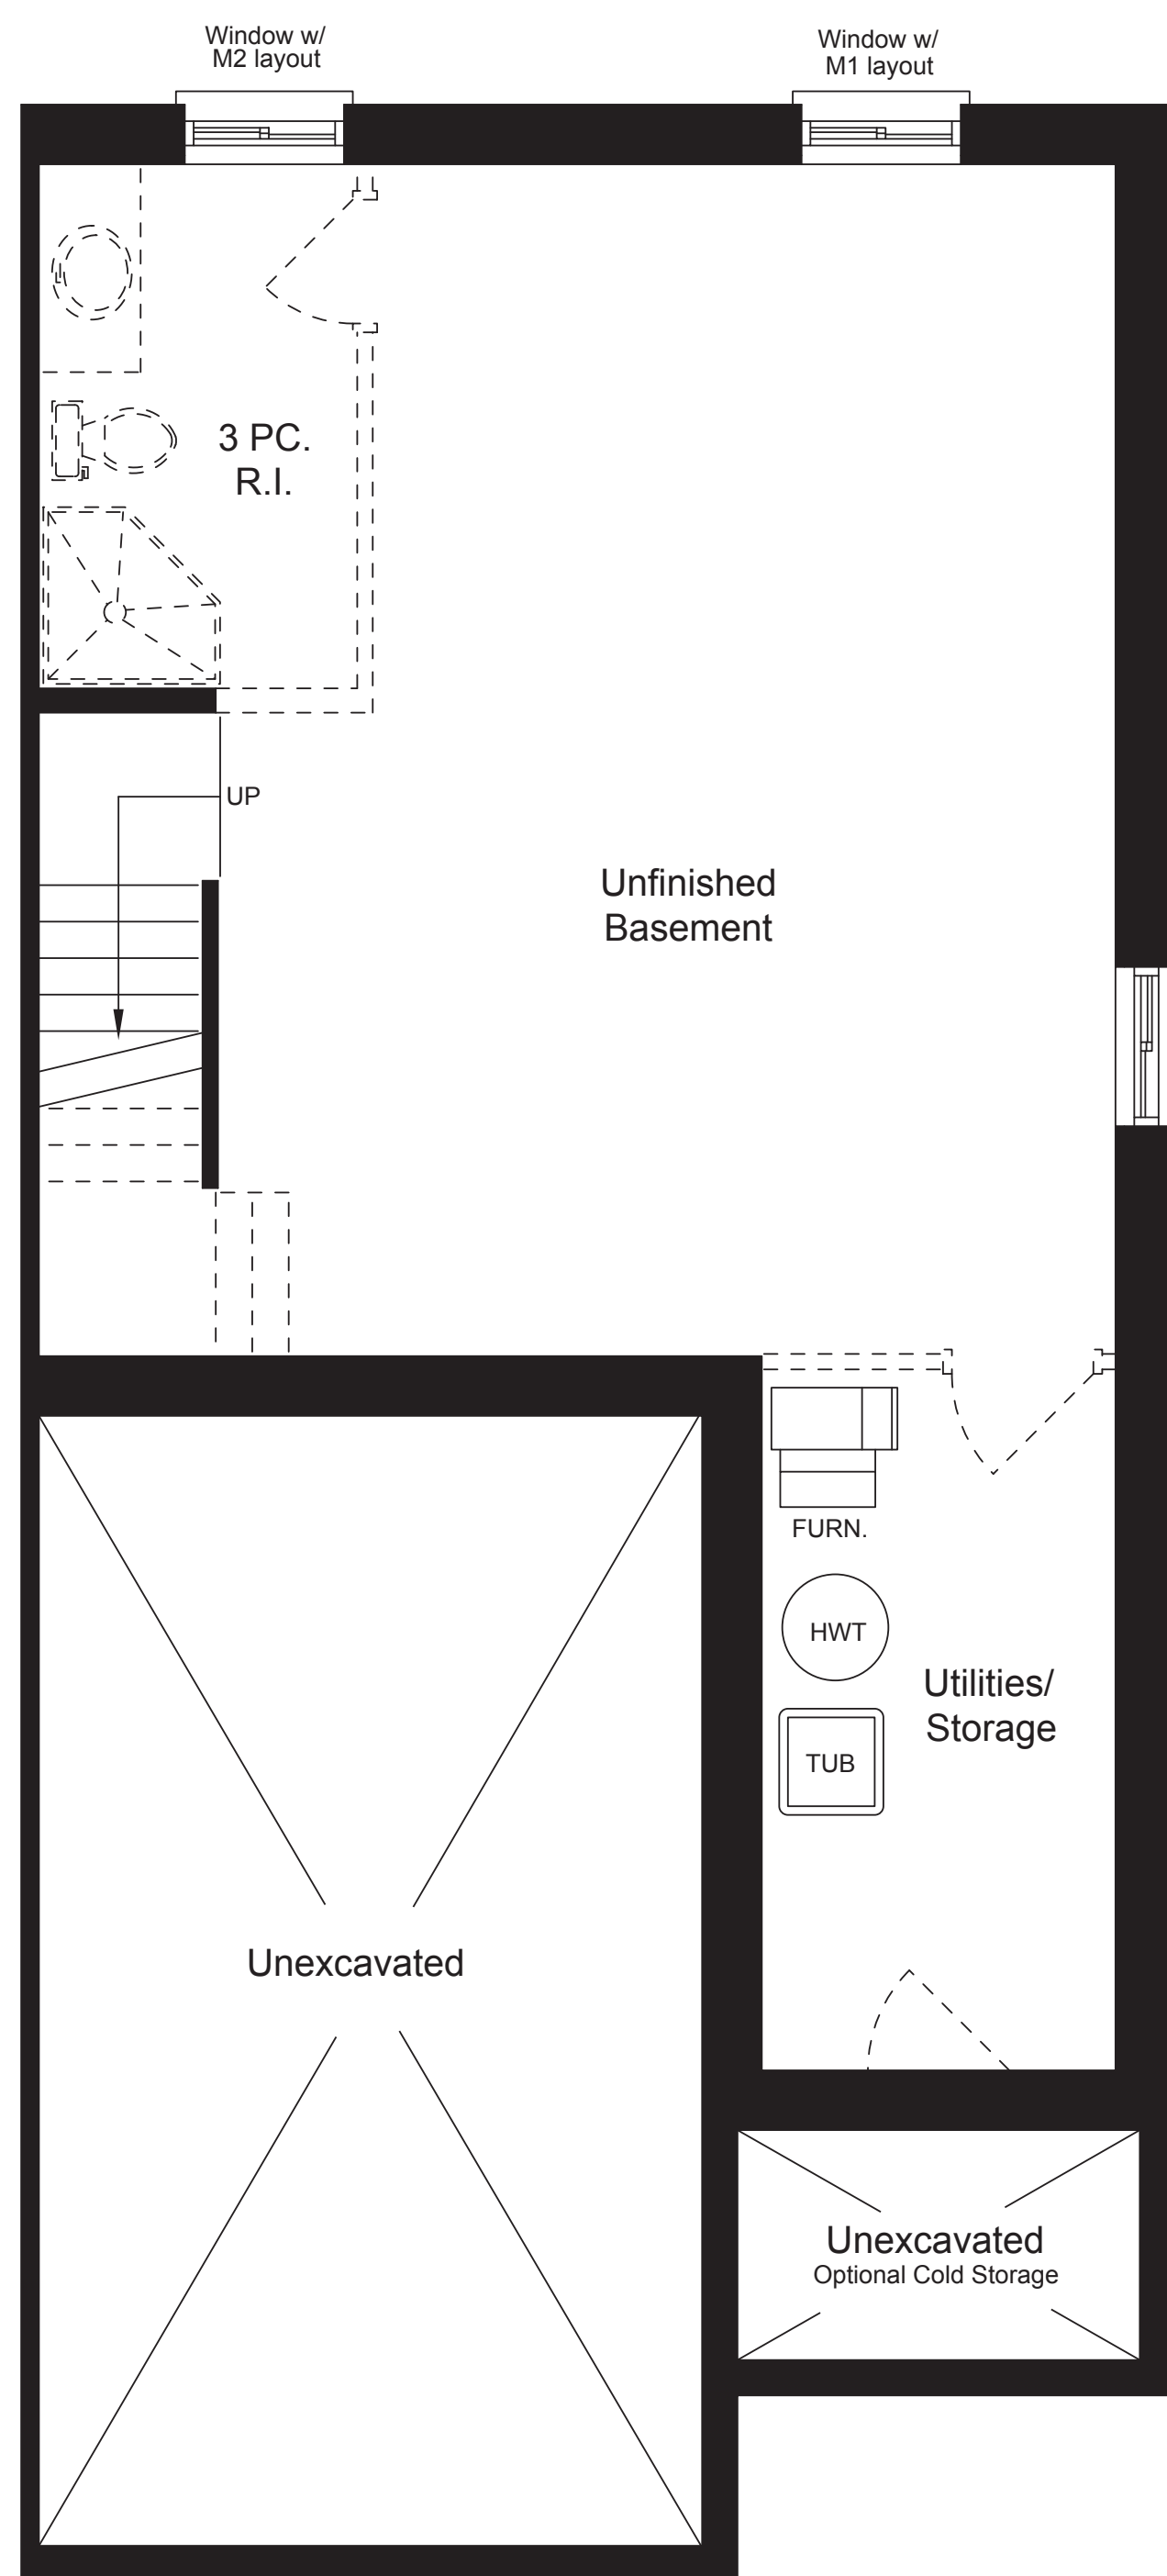 Window w/
M2 layout
Window w/
M1 layout
3 PC.
R.I.
UP
Unfinished
Basement
FURN.
HWT
Utilities/
Storage
TUB
Unexcavated
Unexcavated
Optional Cold Storage